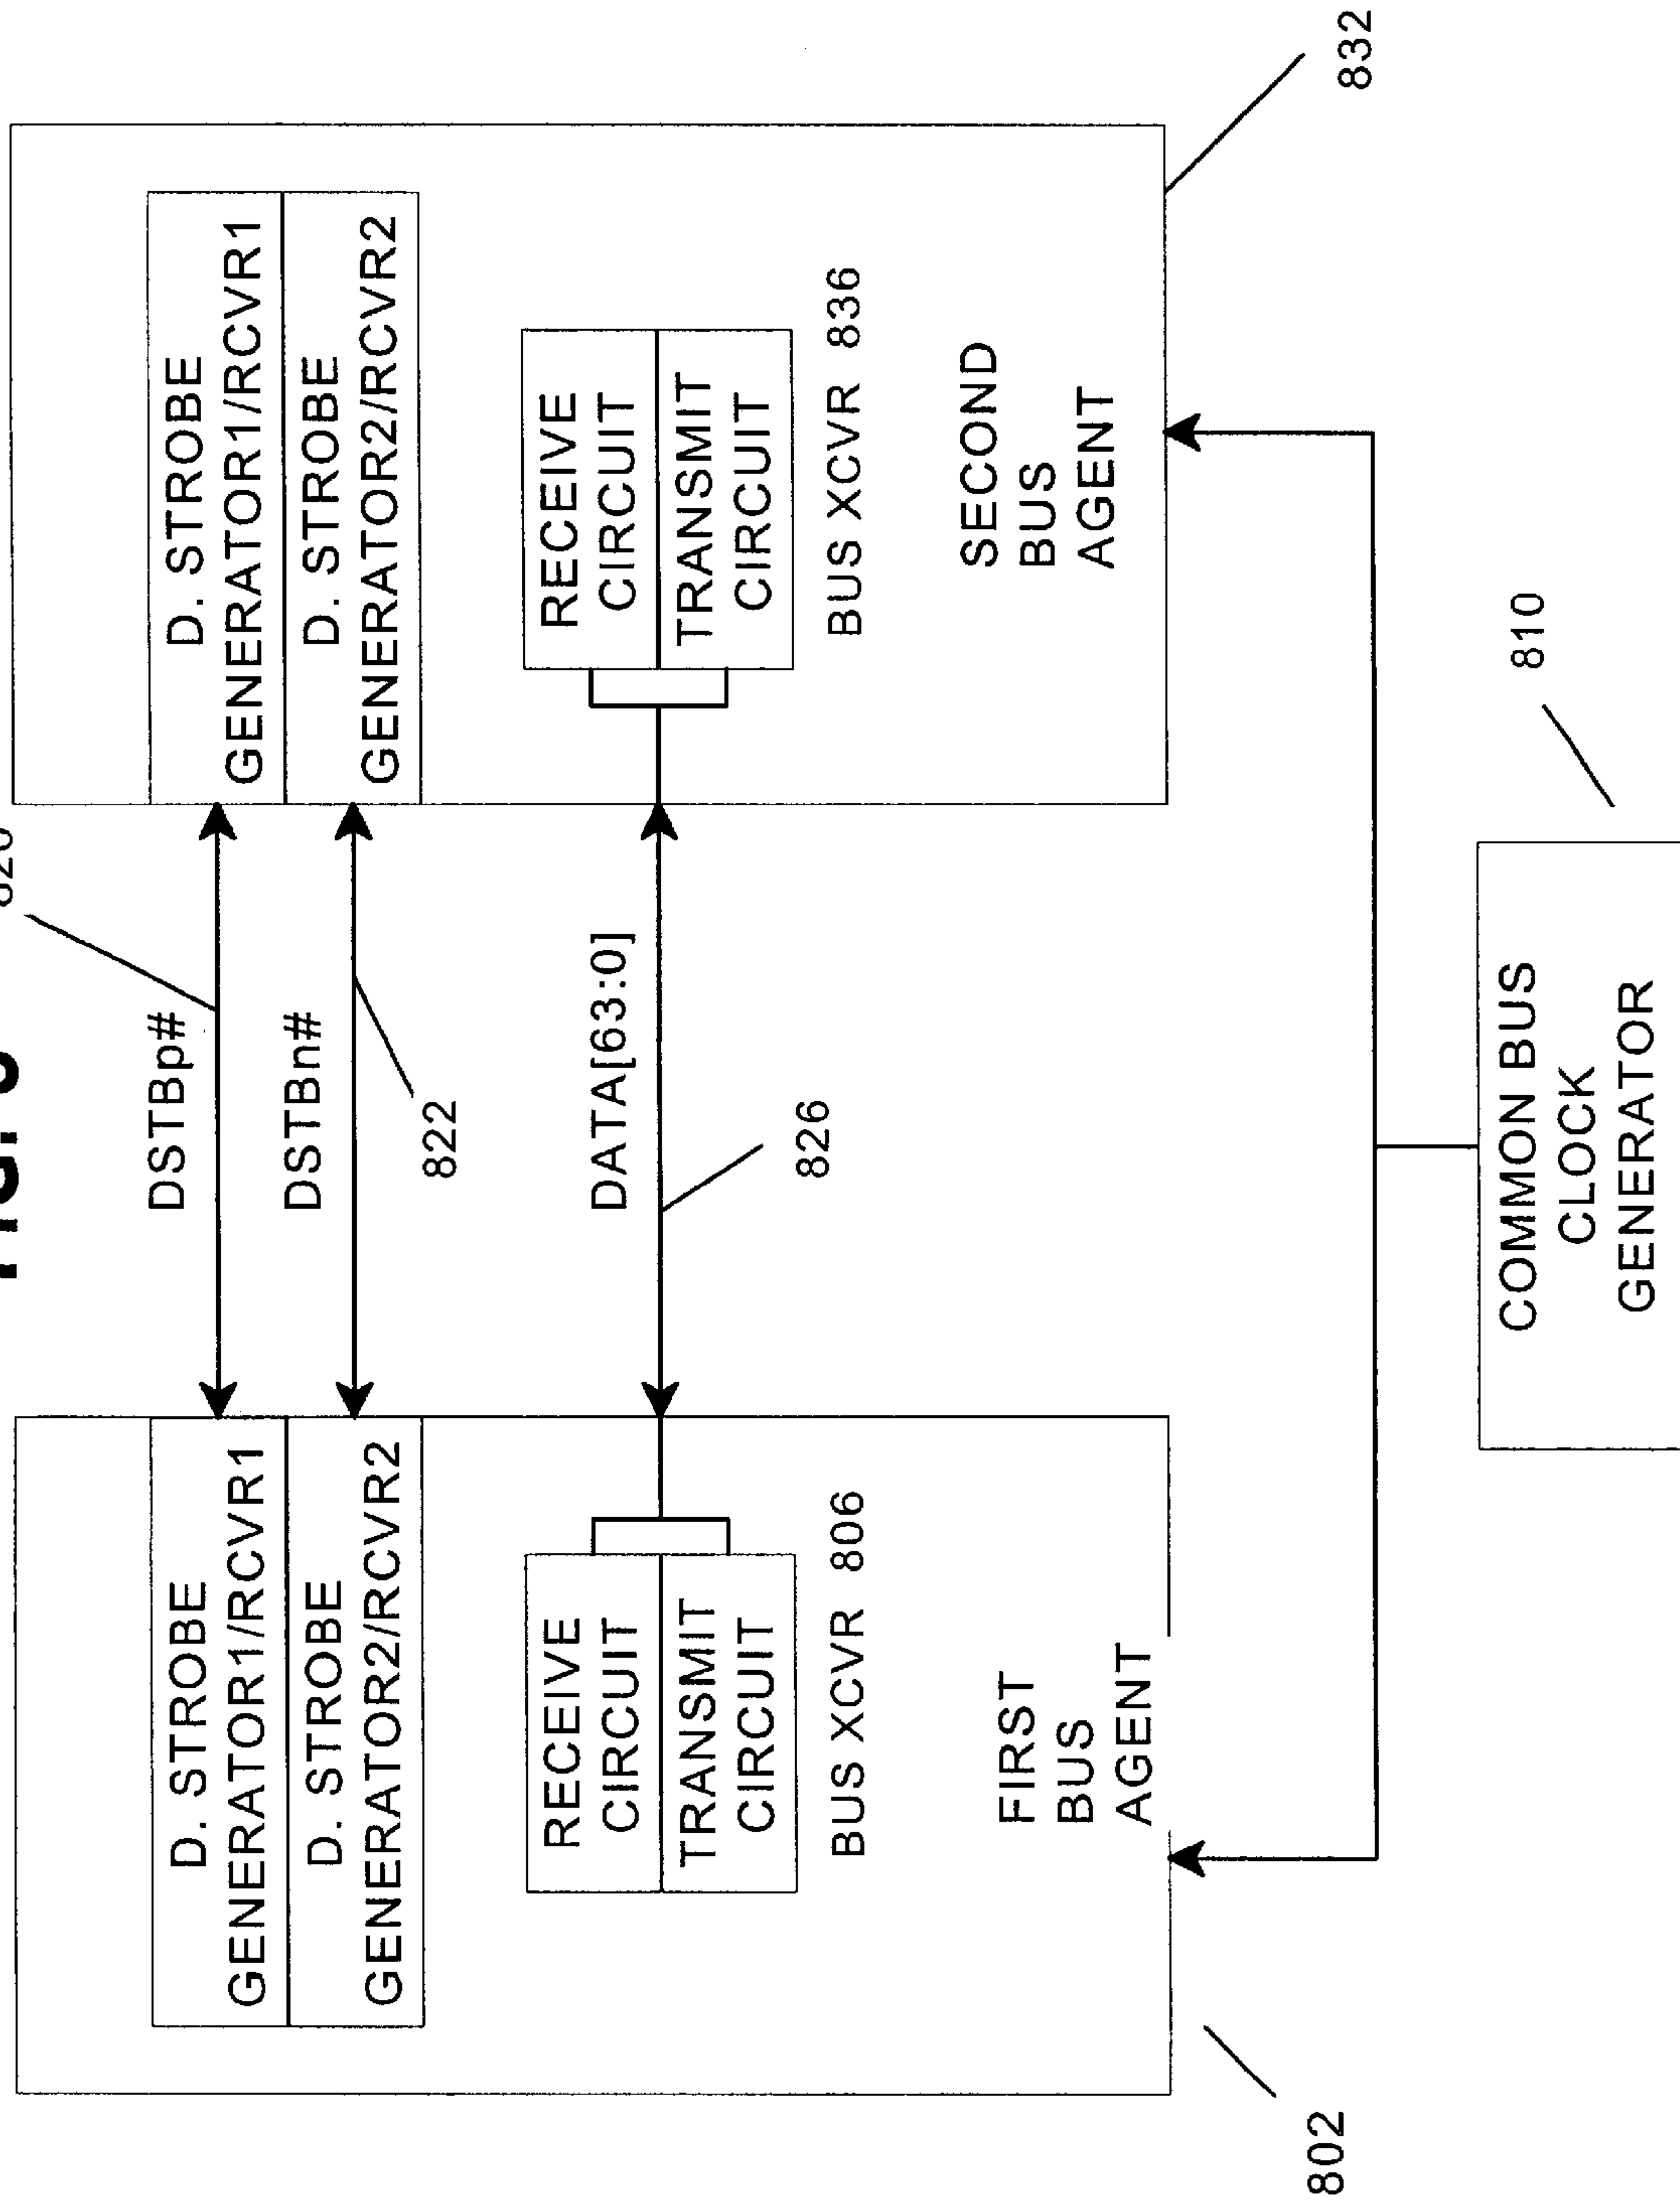 DSTBp#
DSTBn#
822
DATA[63:0]
826
D. STROBE
GENERATOR1/RCVR1
D. STROBE
GENERATOR2/RCVR2
RECEIVE
CIRCUIT
TRANSMIT
CIRCUIT
BUS XCVR 806
FIRST
BUS
AGENT
802
D. STROBE
GENERATOR1/RCVR1
D. STROBE
GENERATOR2/RCVR2
RECEIVE
CIRCUIT
TRANSMIT
CIRCUIT
BUS XCVR 836
SECOND
BUS
AGENT
832
810
COMMON BUS
CLOCK
GENERATOR